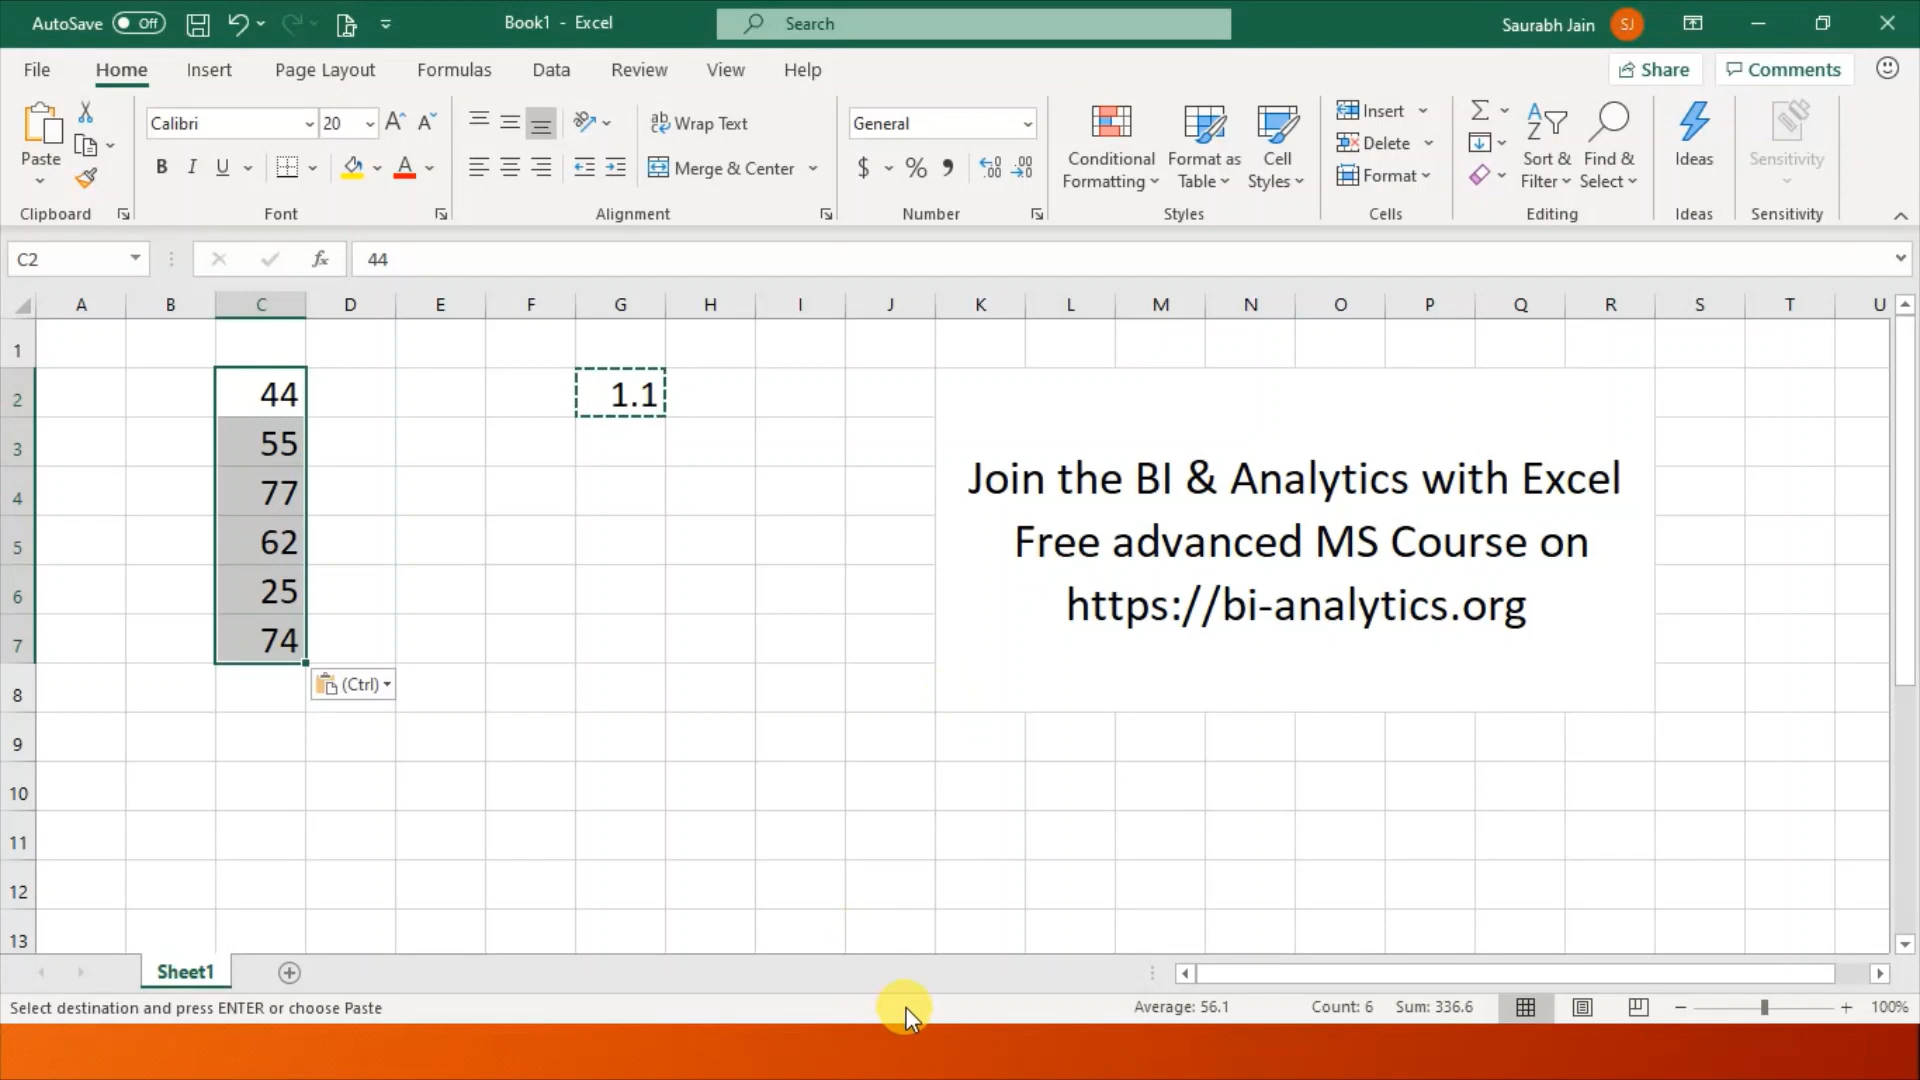 AutoSave Off Book1 - Excel Search Saurabh Jain SJ
File Home Insert Page Layout Formulas Data Review View Help Share Comments
Paste
Clipboard
Calibri 20
B I U A
Font
ab Wrap Text
Merge & Center
Alignment
General
$ %
Number
Conditional Formatting
Format as Table
Cell Styles
Styles
Insert
Delete
Format
Cells
Sort & Filter
Find & Select
Editing
Ideas
Ideas
Sensitivity
Sensitivity
C2 fx 44
A B C D E F G H I J K L M N O P Q R S T U
1
2 44 1.1
3 55
4 77
5 62
6 25
7 74
8 (Ctrl)
9
10
11
12
13
Join the BI & Analytics with Excel
Free advanced MS Course on
https://bi-analytics.org
Sheet1
Select destination and press ENTER or choose Paste Average: 56.1 Count: 6 Sum: 336.6 100%